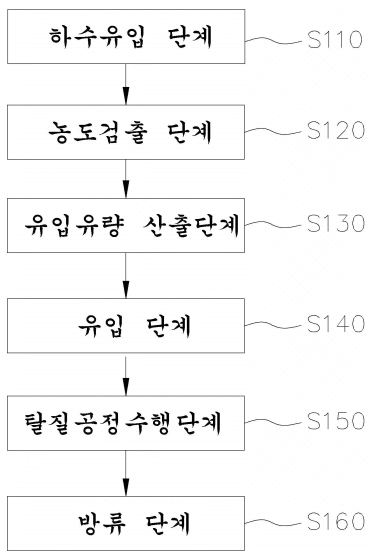 하수유입 단계 S110
농도검출 단계 S120
유입유량 산출단계 S130
유입 단계 S140
탈질공정수행단계 S150
방류 단계 S160